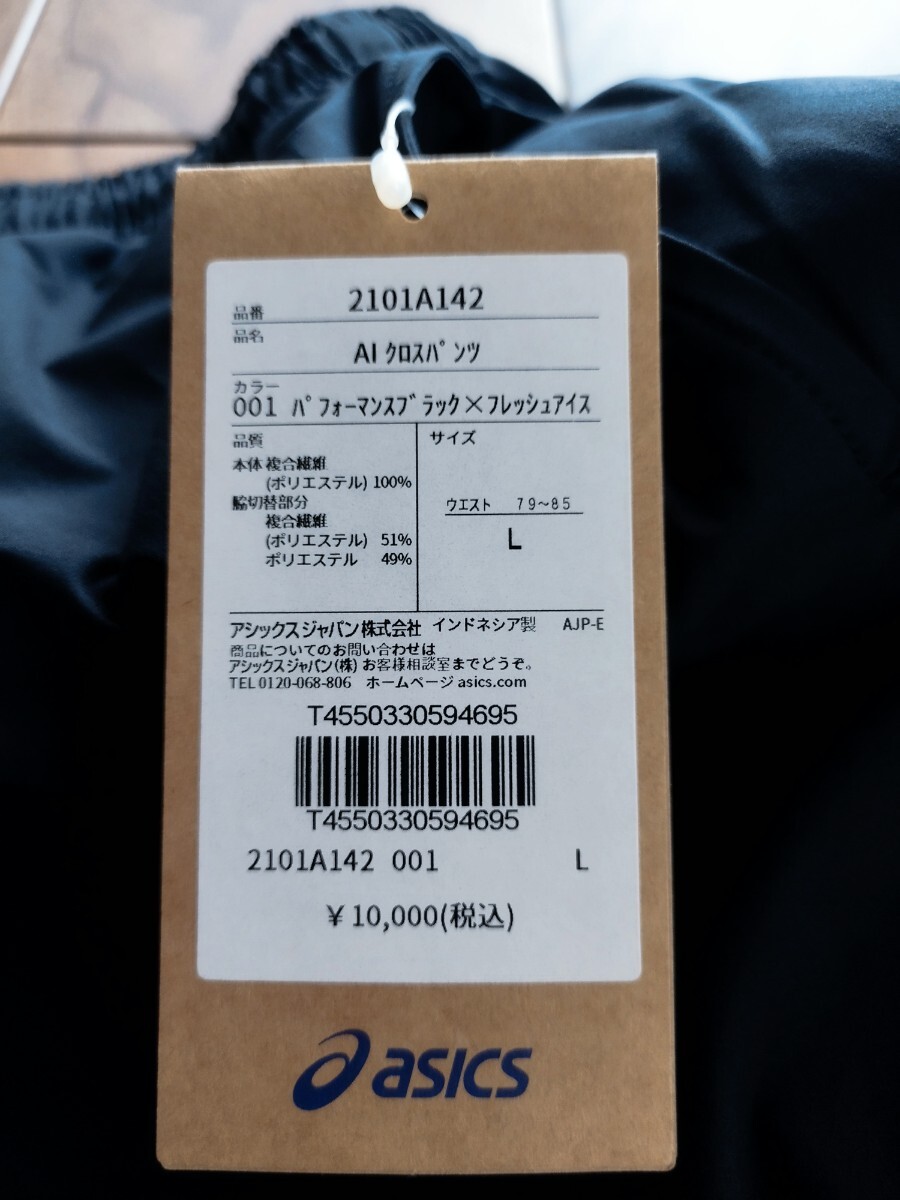 品番 2101A142
品名
AI ｸﾛｽﾊﾟﾝﾂ
カラー
001 ﾊﾟﾌｫｰﾏﾝｽﾌﾞﾗｯｸ×ﾌﾚｯｼｭｱｲｽ
品質 サイズ
本体 複合繊維
(ポリエステル) 100%
脇切替部分
複合繊維
(ポリエステル) 51%
ポリエステル 49%
ウエスト 79~85
L
アシックスジャパン株式会社 インドネシア製 AJP-E
商品についてのお問い合わせは
アシックスジャパン(株) お客様相談室までどうぞ。
TEL 0120-068-806 ホームページ asics.com
T4550330594695
T4550330594695
2101A142 001 L
￥10,000(税込)
asics